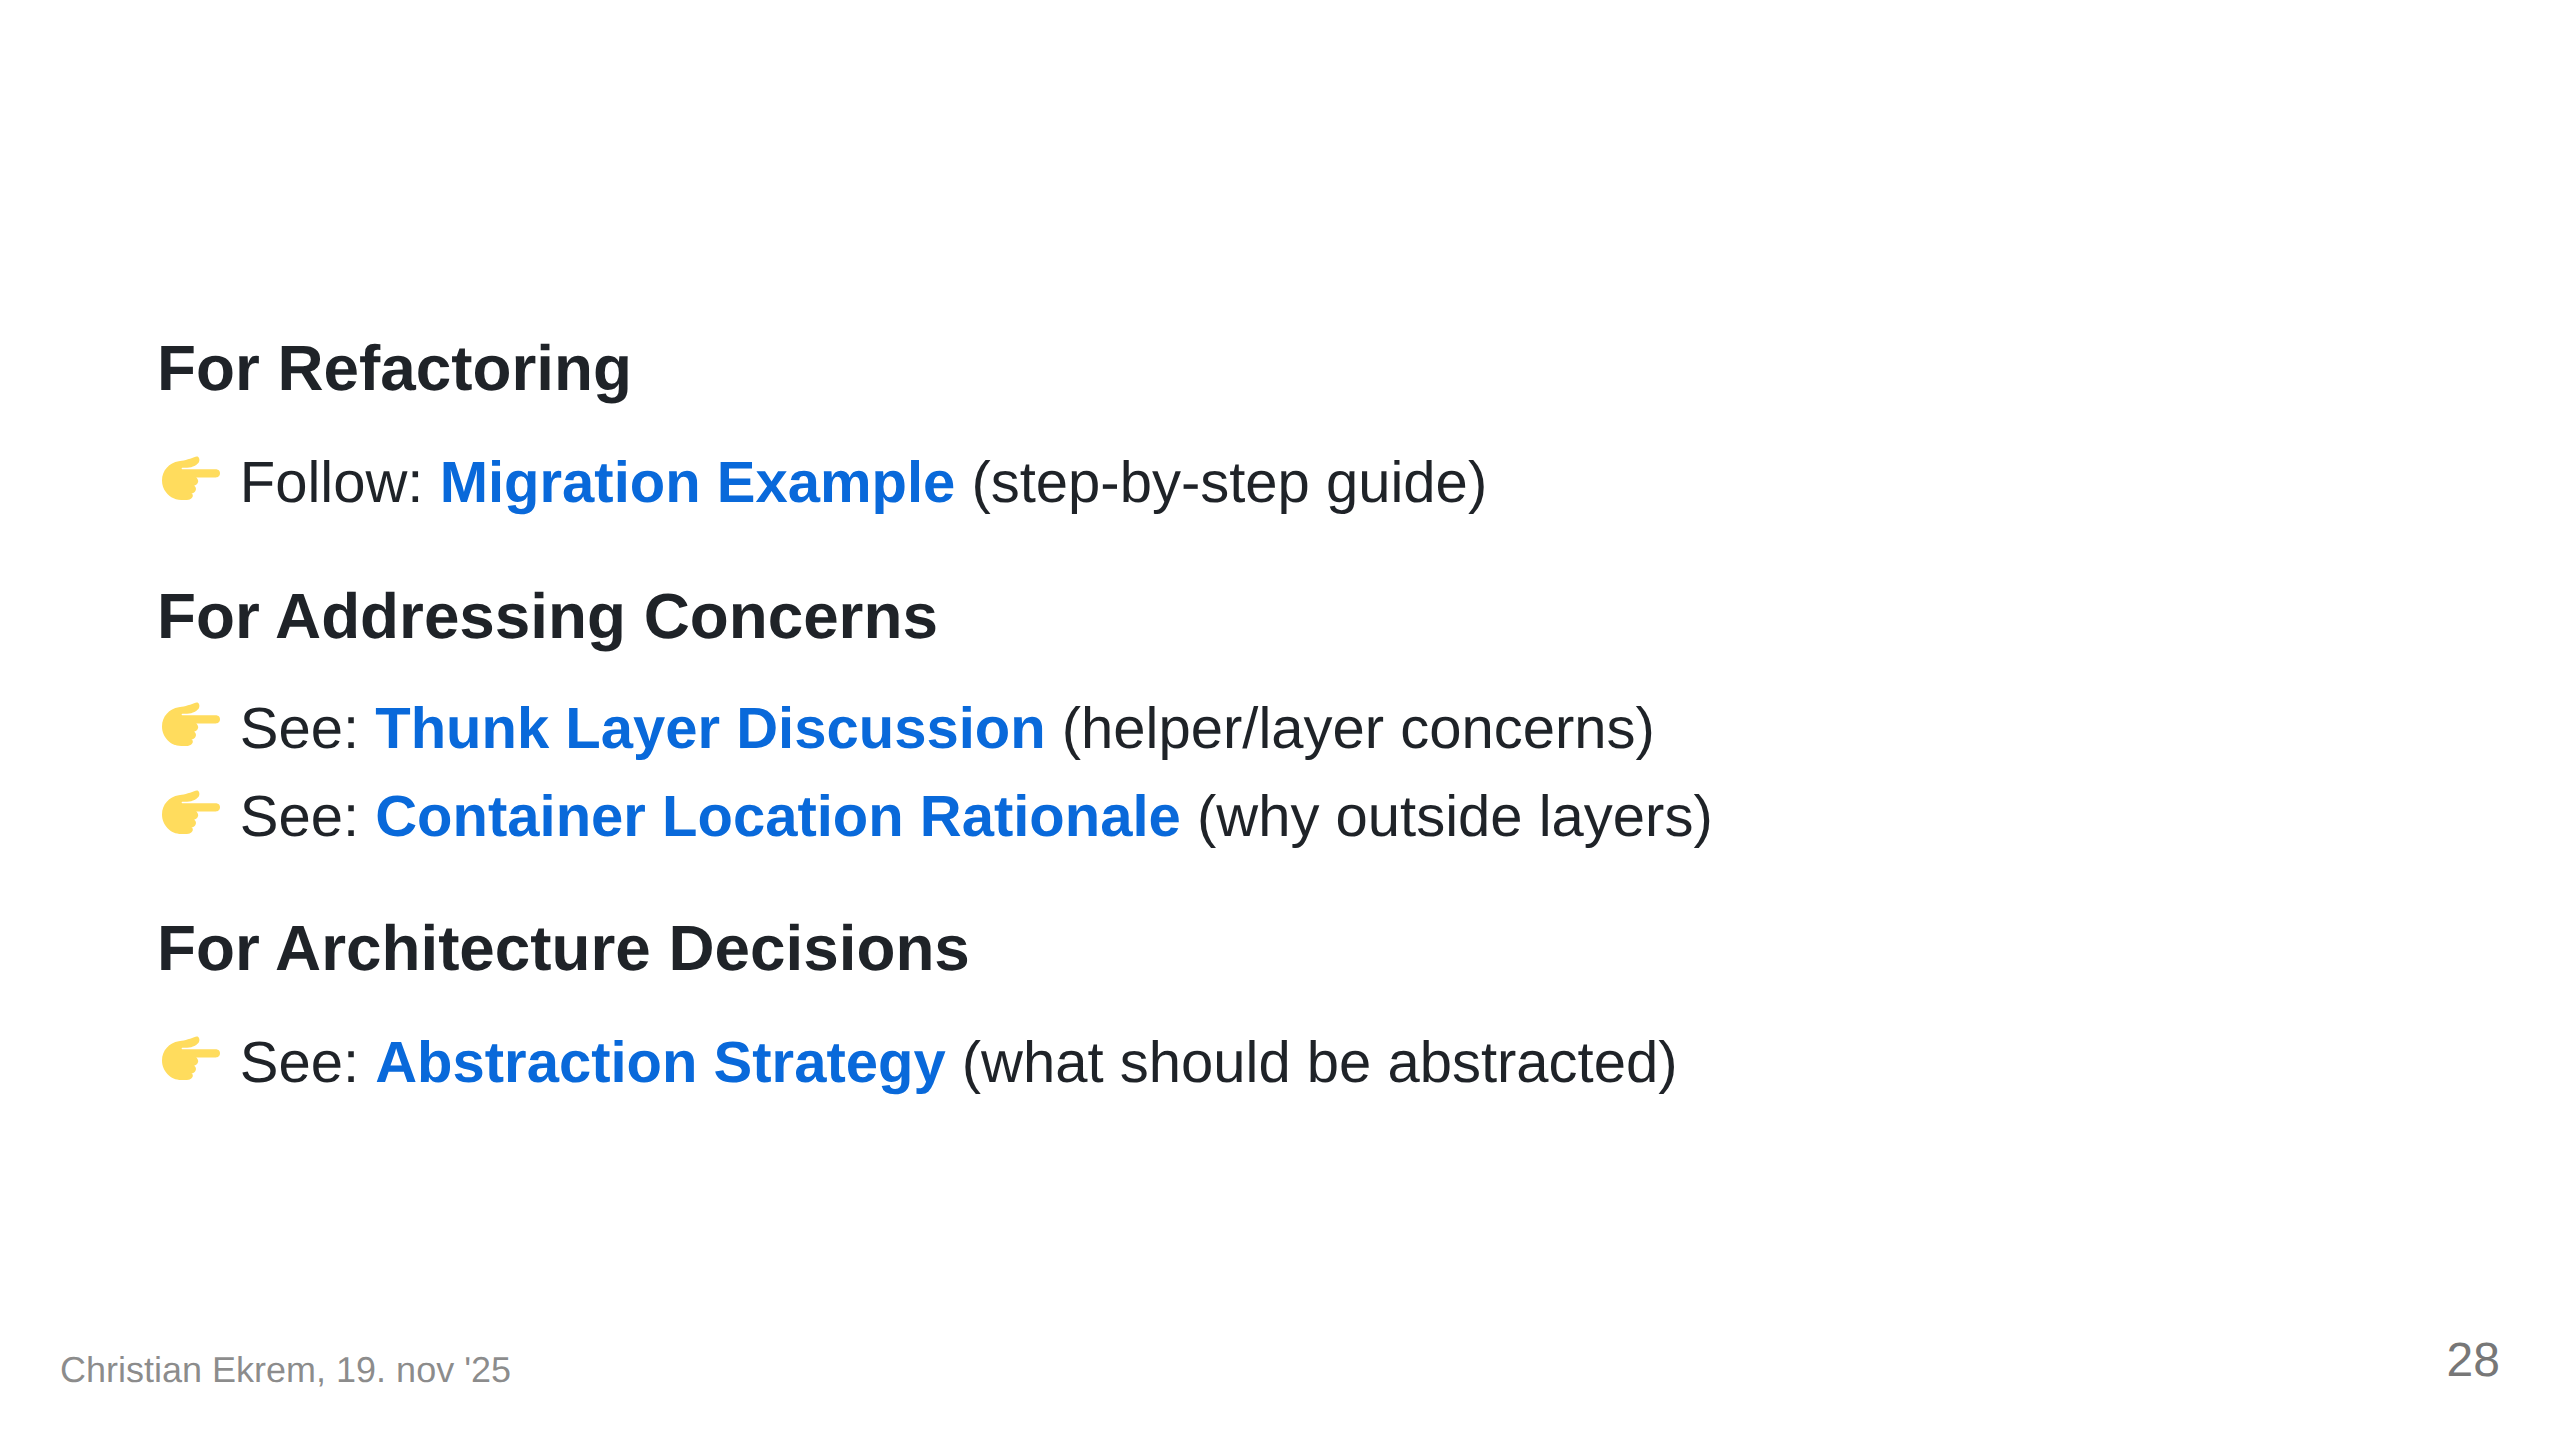 For Refactoring
👉 Follow: Migration Example (step-by-step guide)
For Addressing Concerns
👉 See: Thunk Layer Discussion (helper/layer concerns)
👉 See: Container Location Rationale (why outside layers)
For Architecture Decisions
👉 See: Abstraction Strategy (what should be abstracted)
Christian Ekrem, 19. nov '25
28